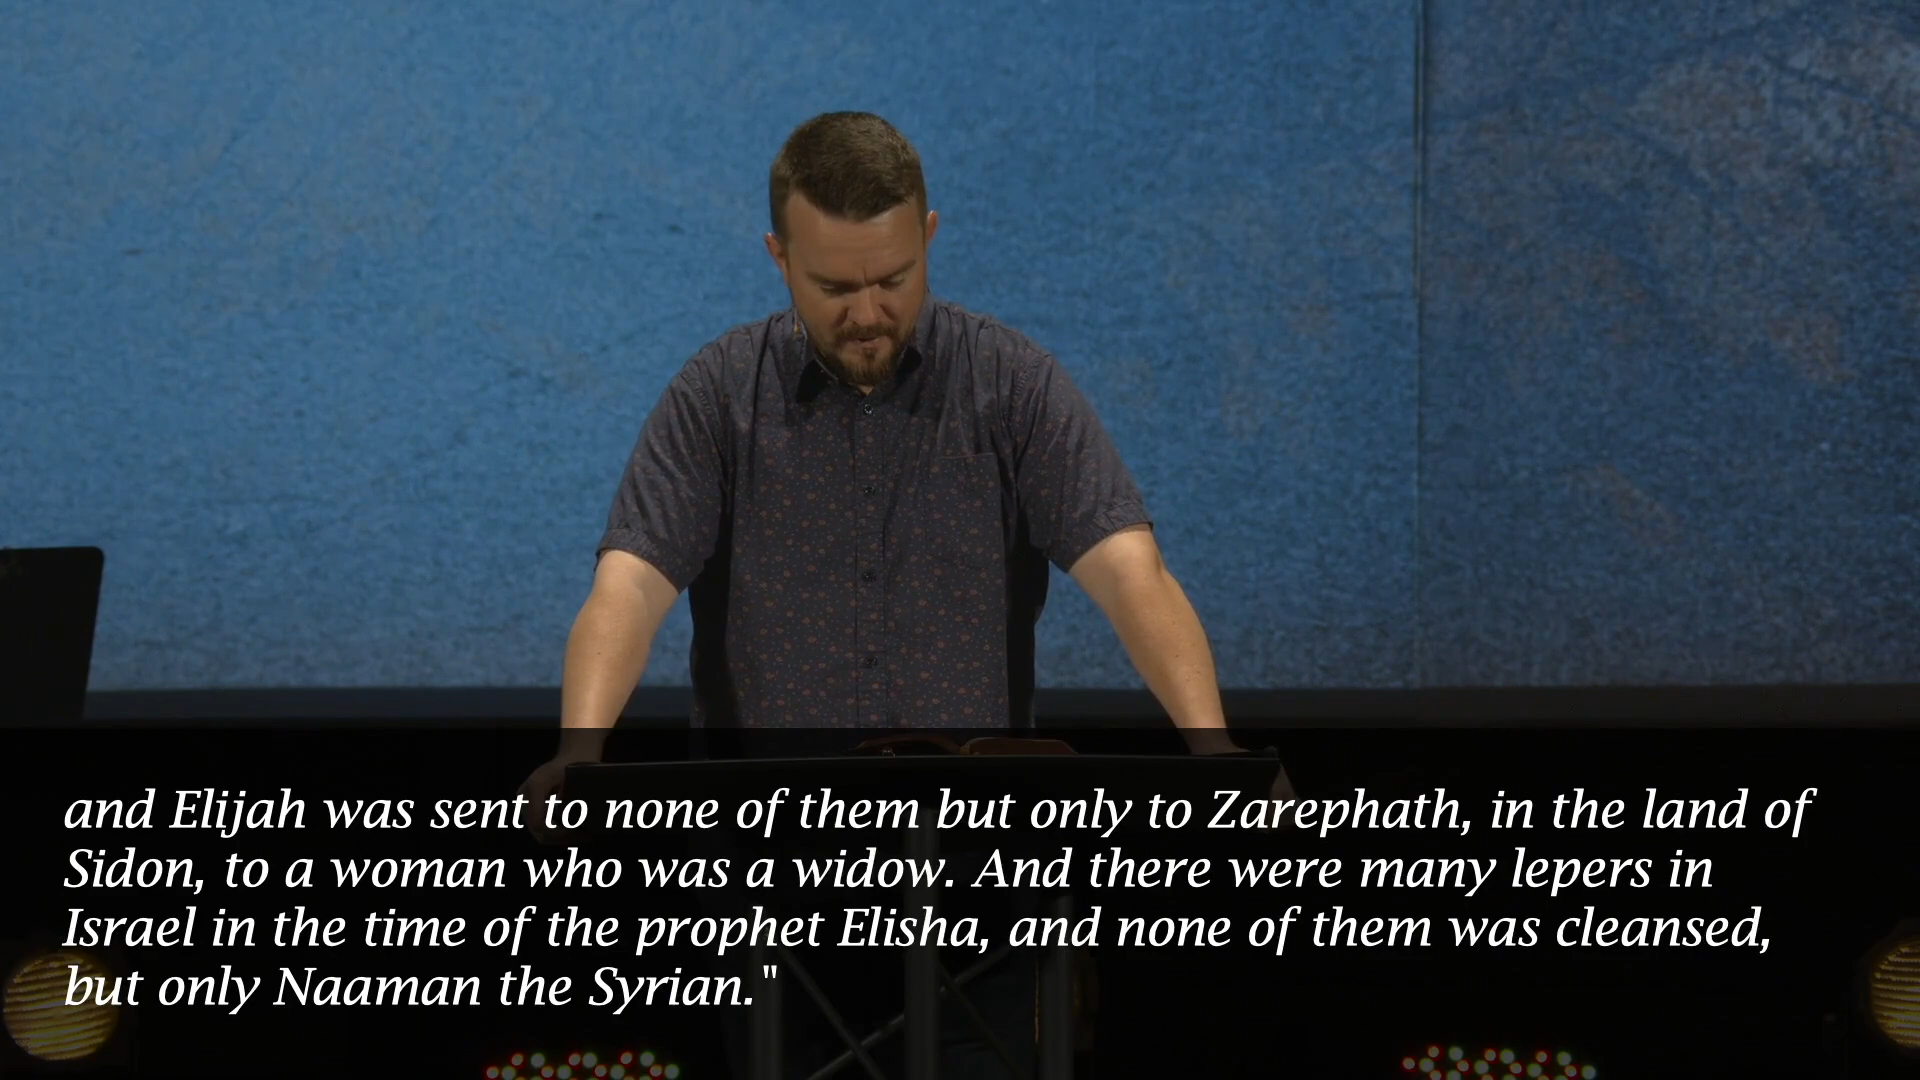 and Elijah was sent to none of them but only to Zarephath, in the land of
Sidon, to a woman who was a widow. And there were many lepers in
Israel in the time of the prophet Elisha, and none of them was cleansed,
but only Naaman the Syrian."